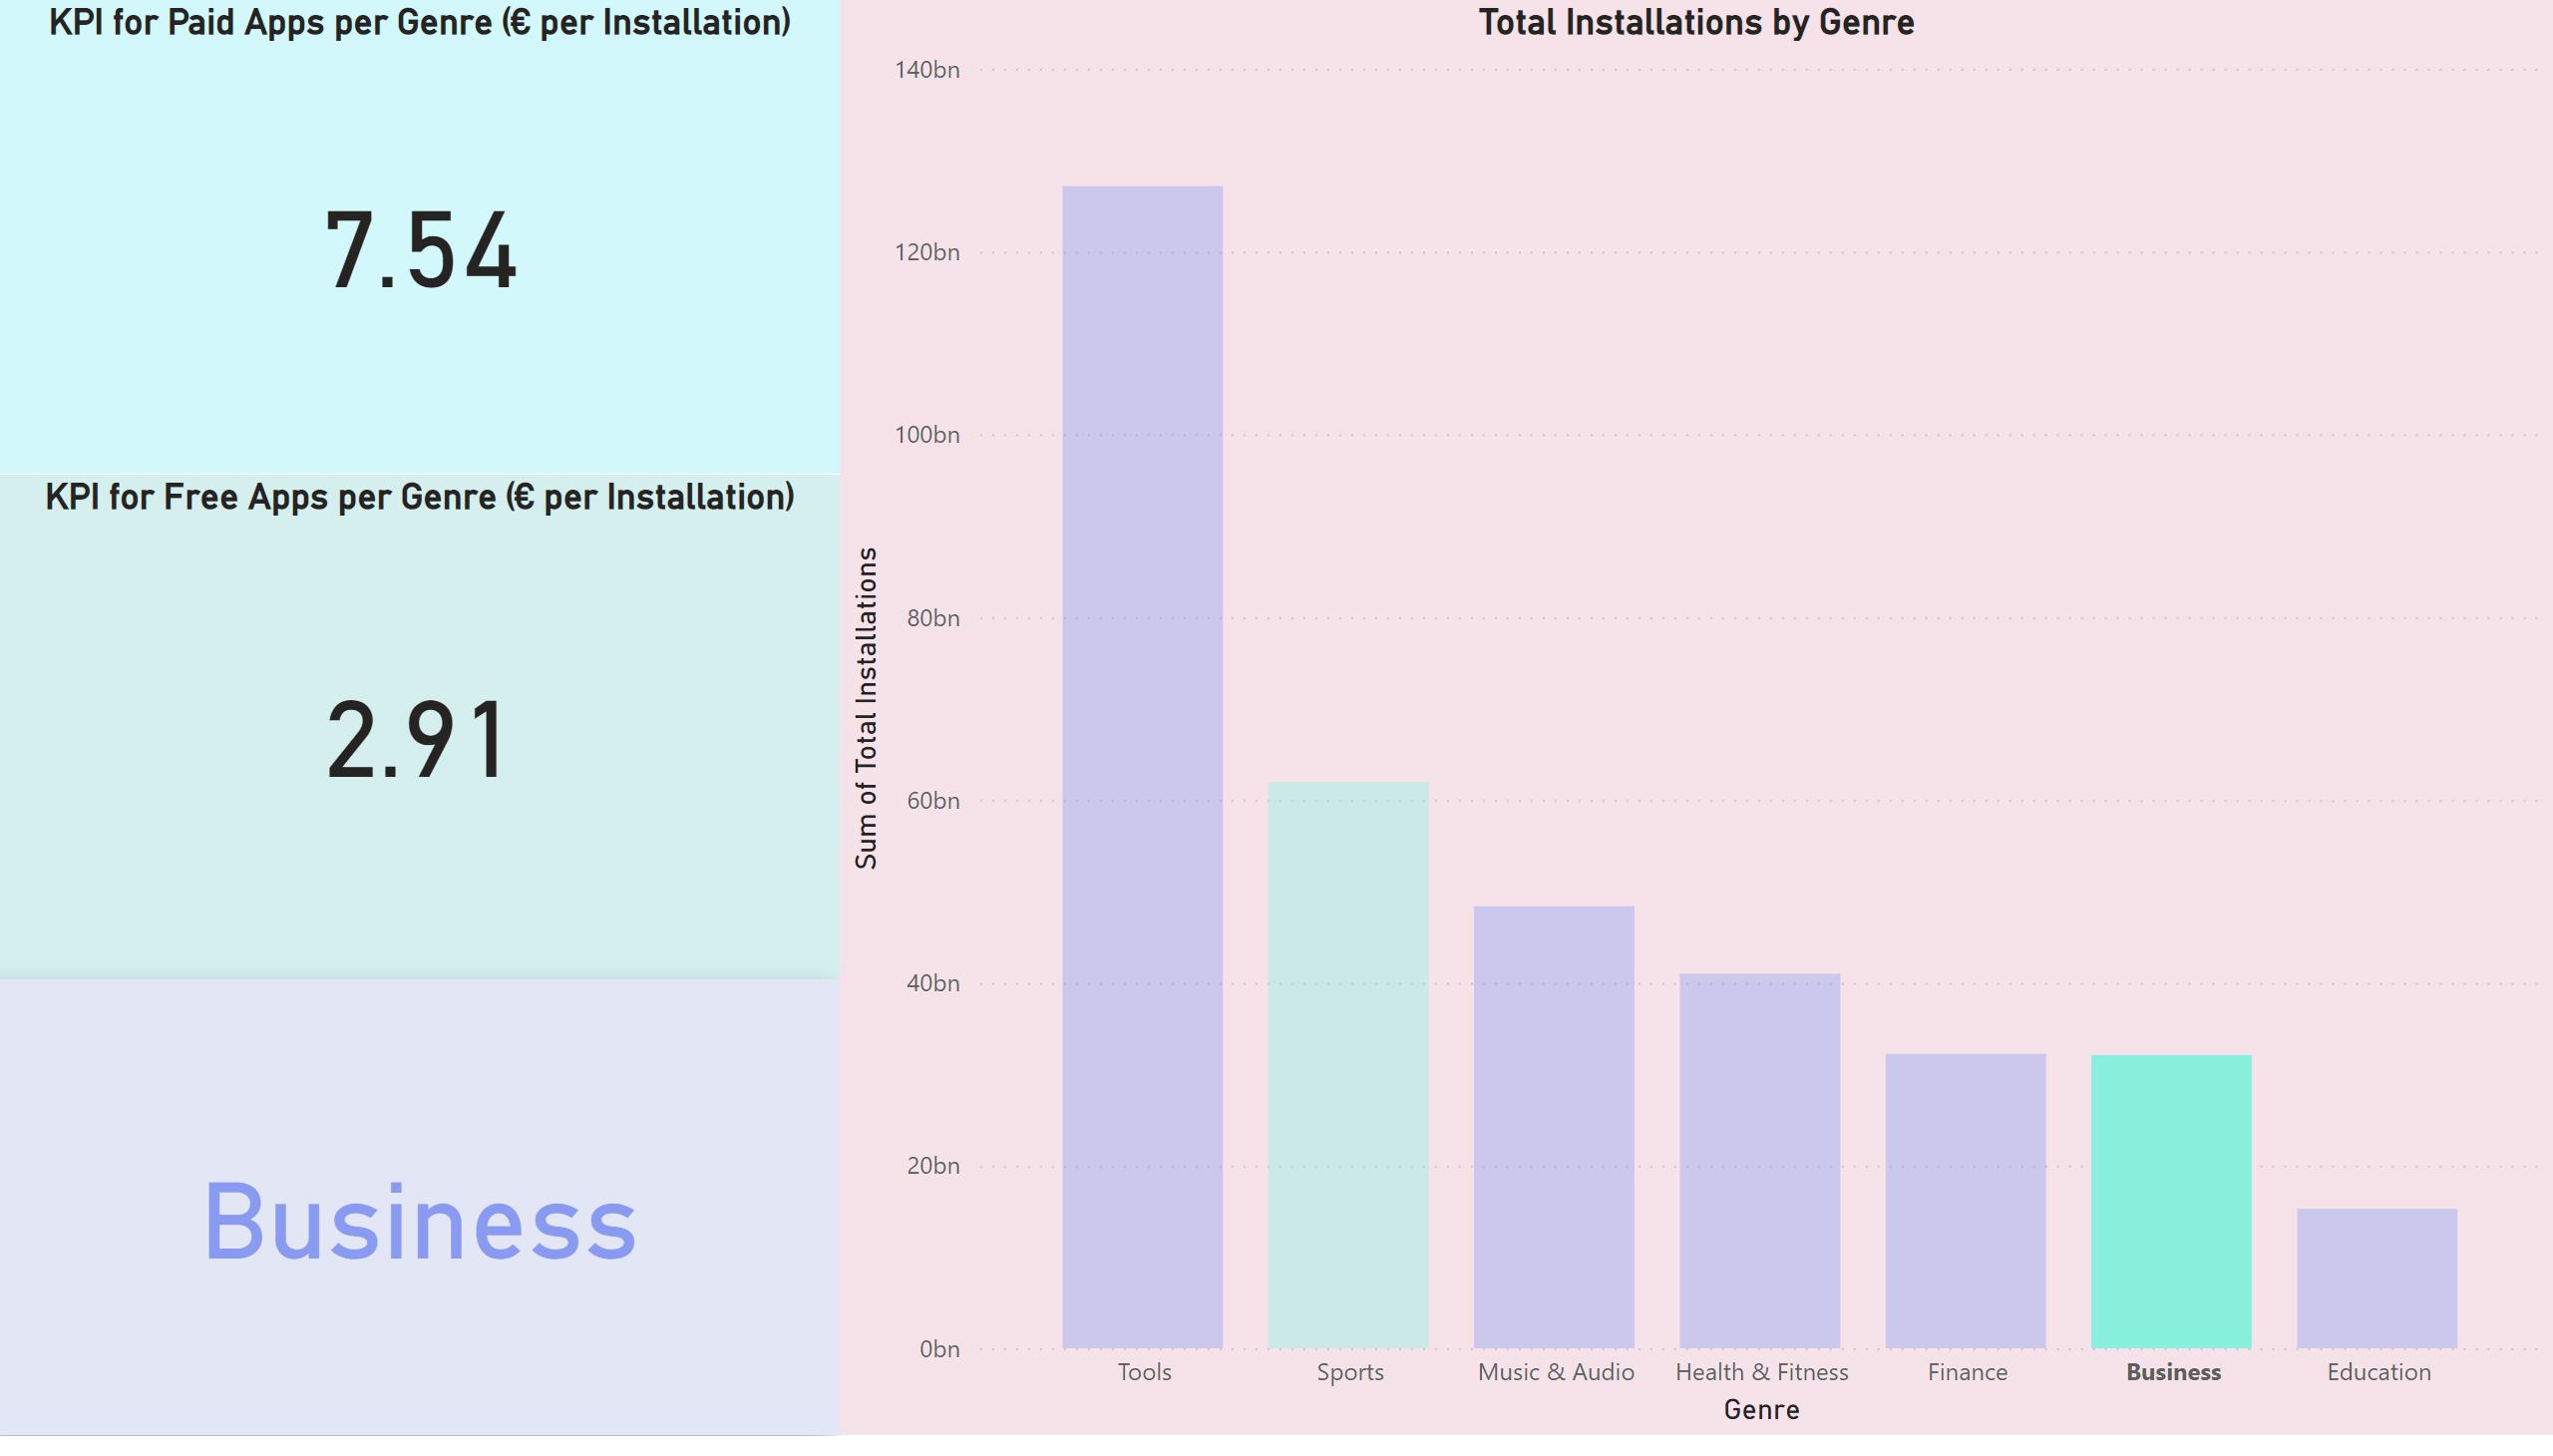 KPI for Paid Apps per Genre (€ per Installation)
7.54
KPI for Free Apps per Genre (€ per Installation)
2.91
Business
Total Installations by Genre
Sum of Total Installations
140bn
120bn
100bn
80bn
60bn
40bn
20bn
0bn
Tools Sports Music & Audio Health & Fitness Finance Business Education
Genre